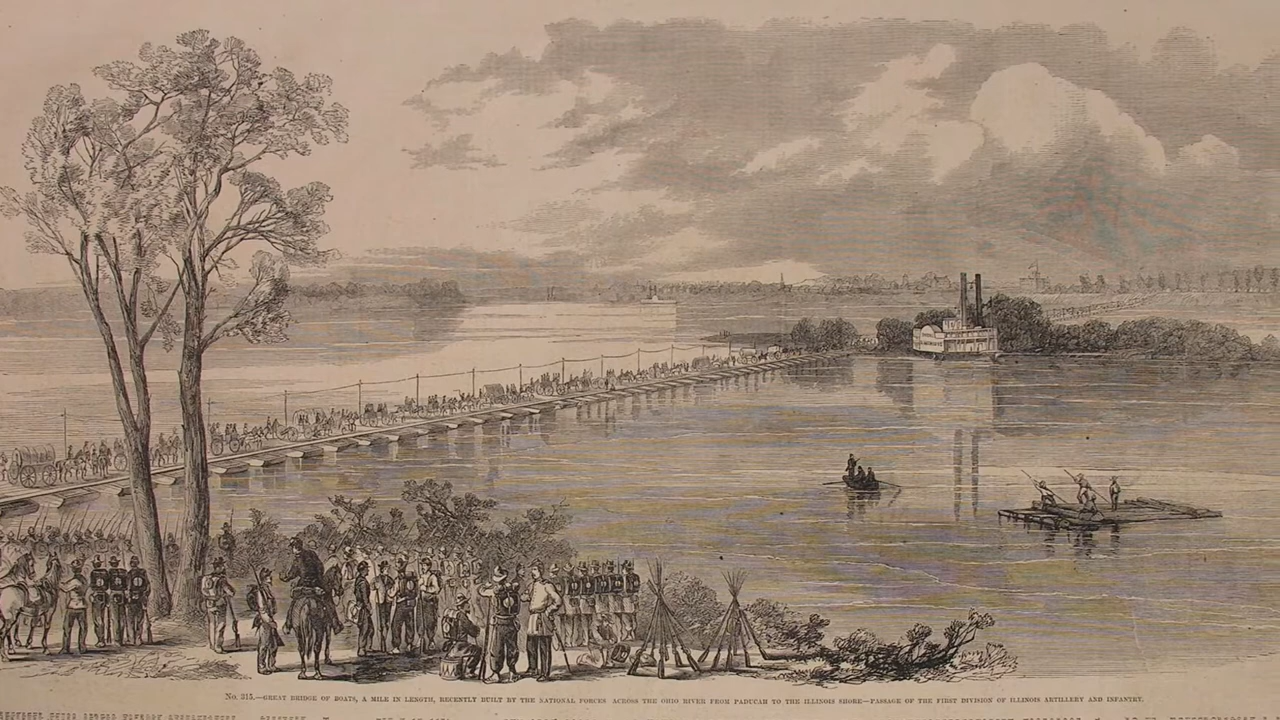 No. 315.—GREAT BRIDGE OF BOATS, A MILE IN LENGTH, RECENTLY BUILT BY THE NATIONAL FORCES ACROSS THE OHIO RIVER FROM PADUCAH TO THE ILLINOIS SHORE—PASSAGE OF THE FIRST DIVISION OF ILLINOIS ARTILLERY AND INFANTRY.